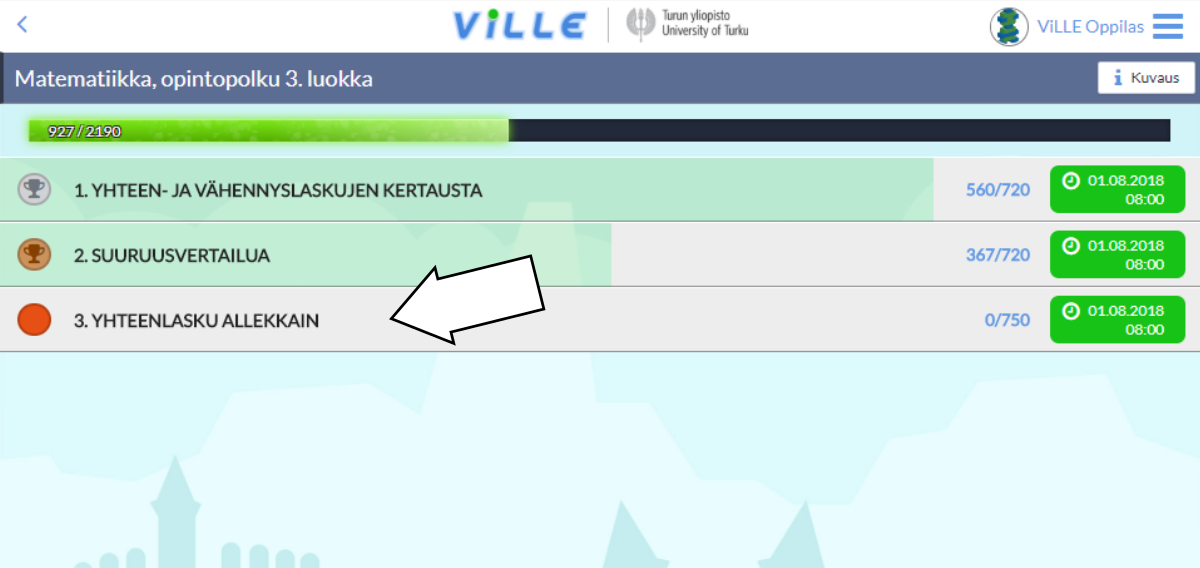 ViLLE
Turun yliopisto
University of Turku
ViLLE Oppilas
Matematiikka, opintopolku 3. luokka
Kuvaus
927 / 2190
1. YHTEEN- JA VÄHENNYSLASKUJEN KERTAUSTA
560/720
01.08.2018
08:00
2. SUURUUSVERTAILUA
367/720
01.08.2018
08:00
3. YHTEENLASKU ALLEKKAIN
0/750
01.08.2018
08:00